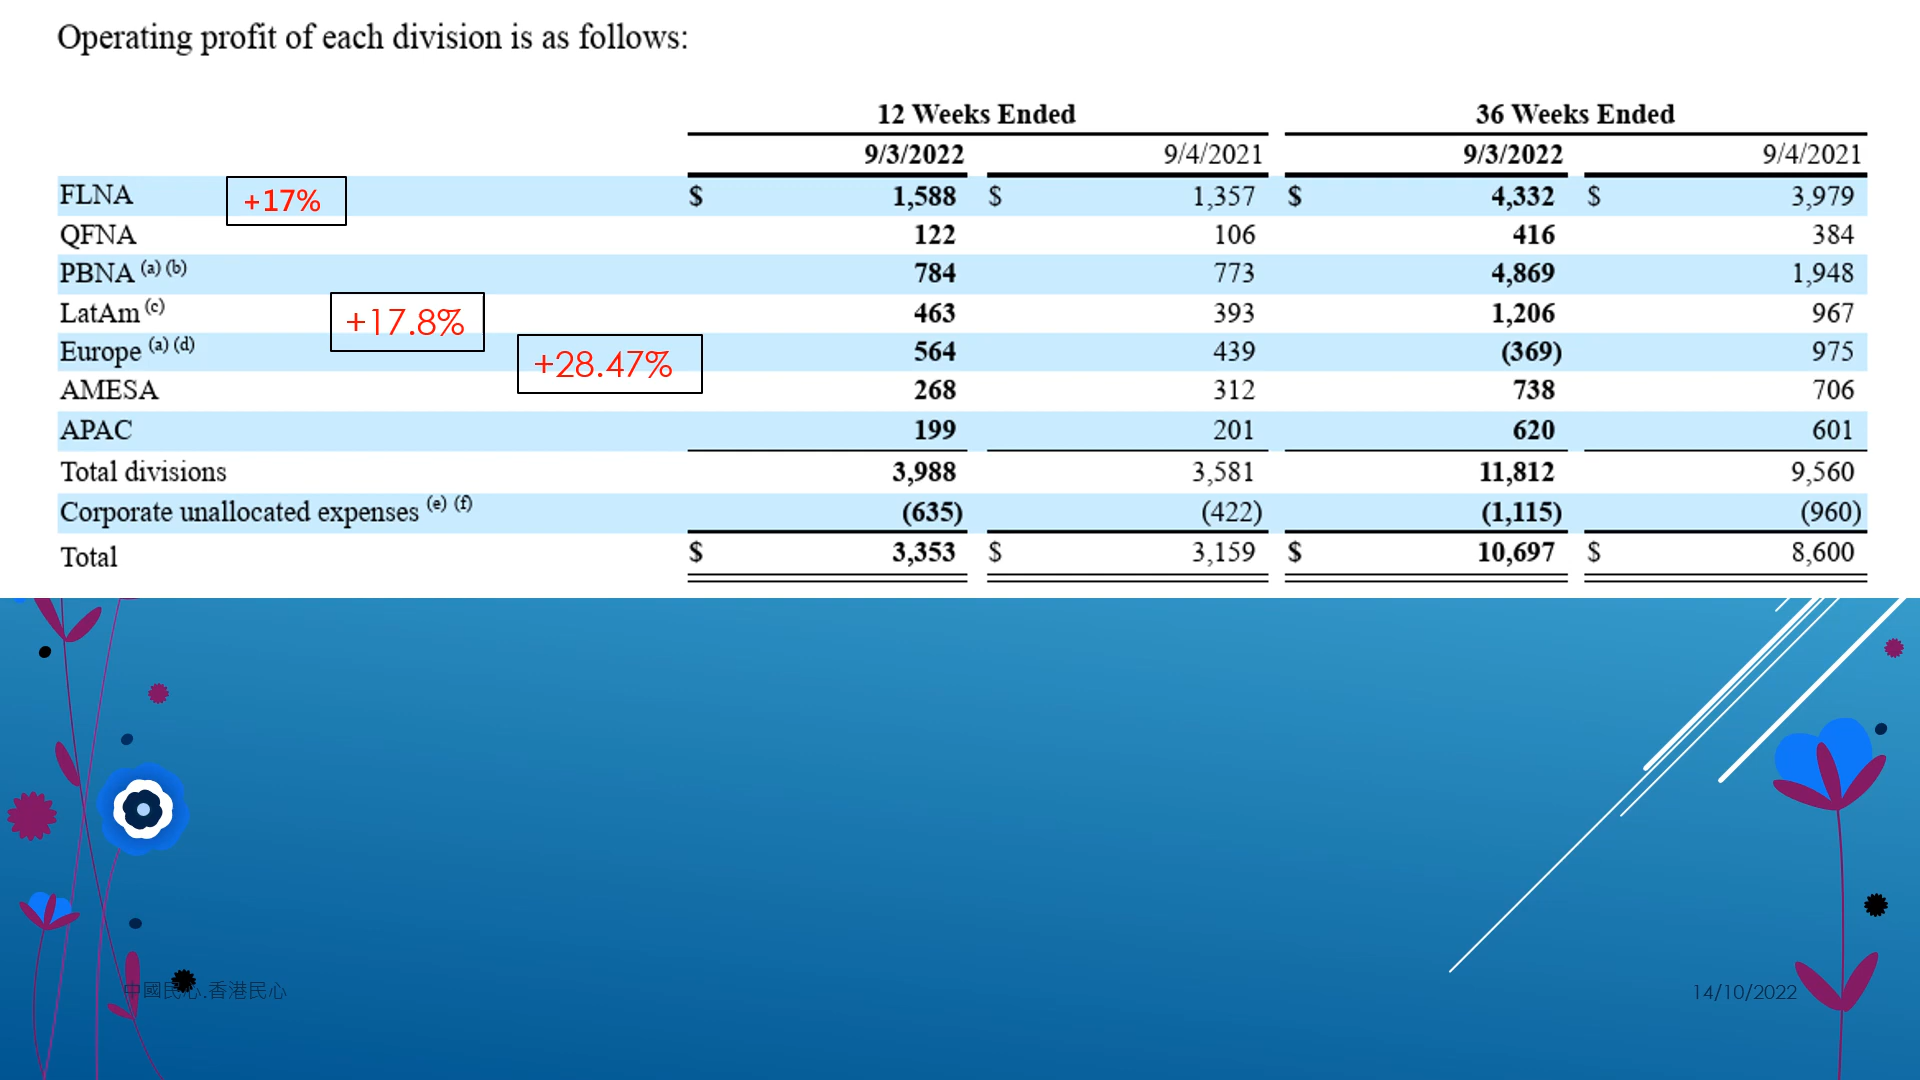 Operating profit of each division is as follows:
12 Weeks Ended 36 Weeks Ended
9/3/2022 9/4/2021 9/3/2022 9/4/2021
FLNA +17% $ 1,588 $ 1,357 $ 4,332 $ 3,979
QFNA 122 106 416 384
PBNA (a) (b) 784 773 4,869 1,948
LatAm (c) +17.8% 463 393 1,206 967
Europe (a) (d) +28.47% 564 439 (369) 975
AMESA 268 312 738 706
APAC 199 201 620 601
Total divisions 3,988 3,581 11,812 9,560
Corporate unallocated expenses (e) (f) (635) (422) (1,115) (960)
Total $ 3,353 $ 3,159 $ 10,697 $ 8,600
中國民心.香港民心 14/10/2022